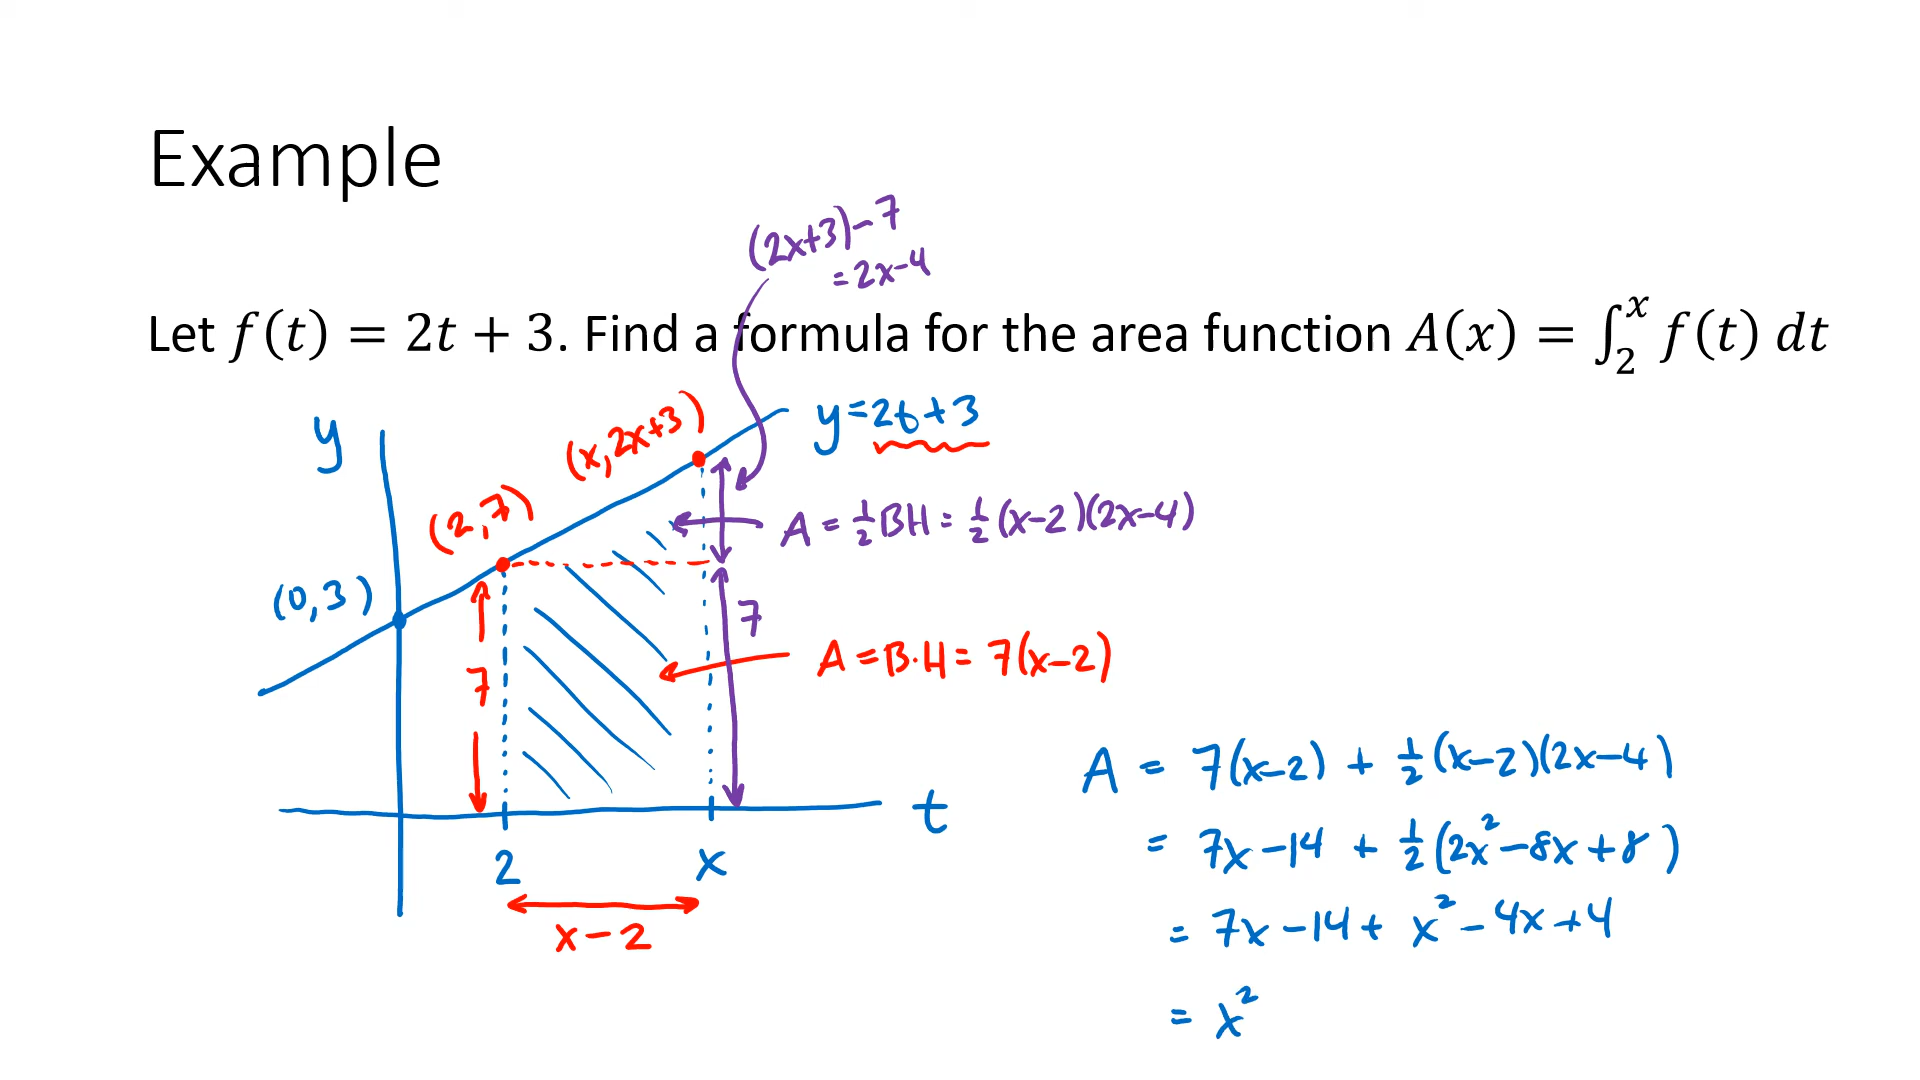 Example
(2x+3)-7
=2x-4
Let f(t) = 2t + 3. Find a formula for the area function A(x) = ∫₂ˣ f(t) dt
y
(x,2x+3)
y=2t+3
(2,7)
A = ½BH = ½(x-2)(2x-4)
(0,3)
7
7
A = B·H = 7(x-2)
t
2
x
x-2
A = 7(x-2) + ½(x-2)(2x-4)
= 7x-14 + ½(2x²-8x+8)
= 7x-14+ x²-4x+4
= x²